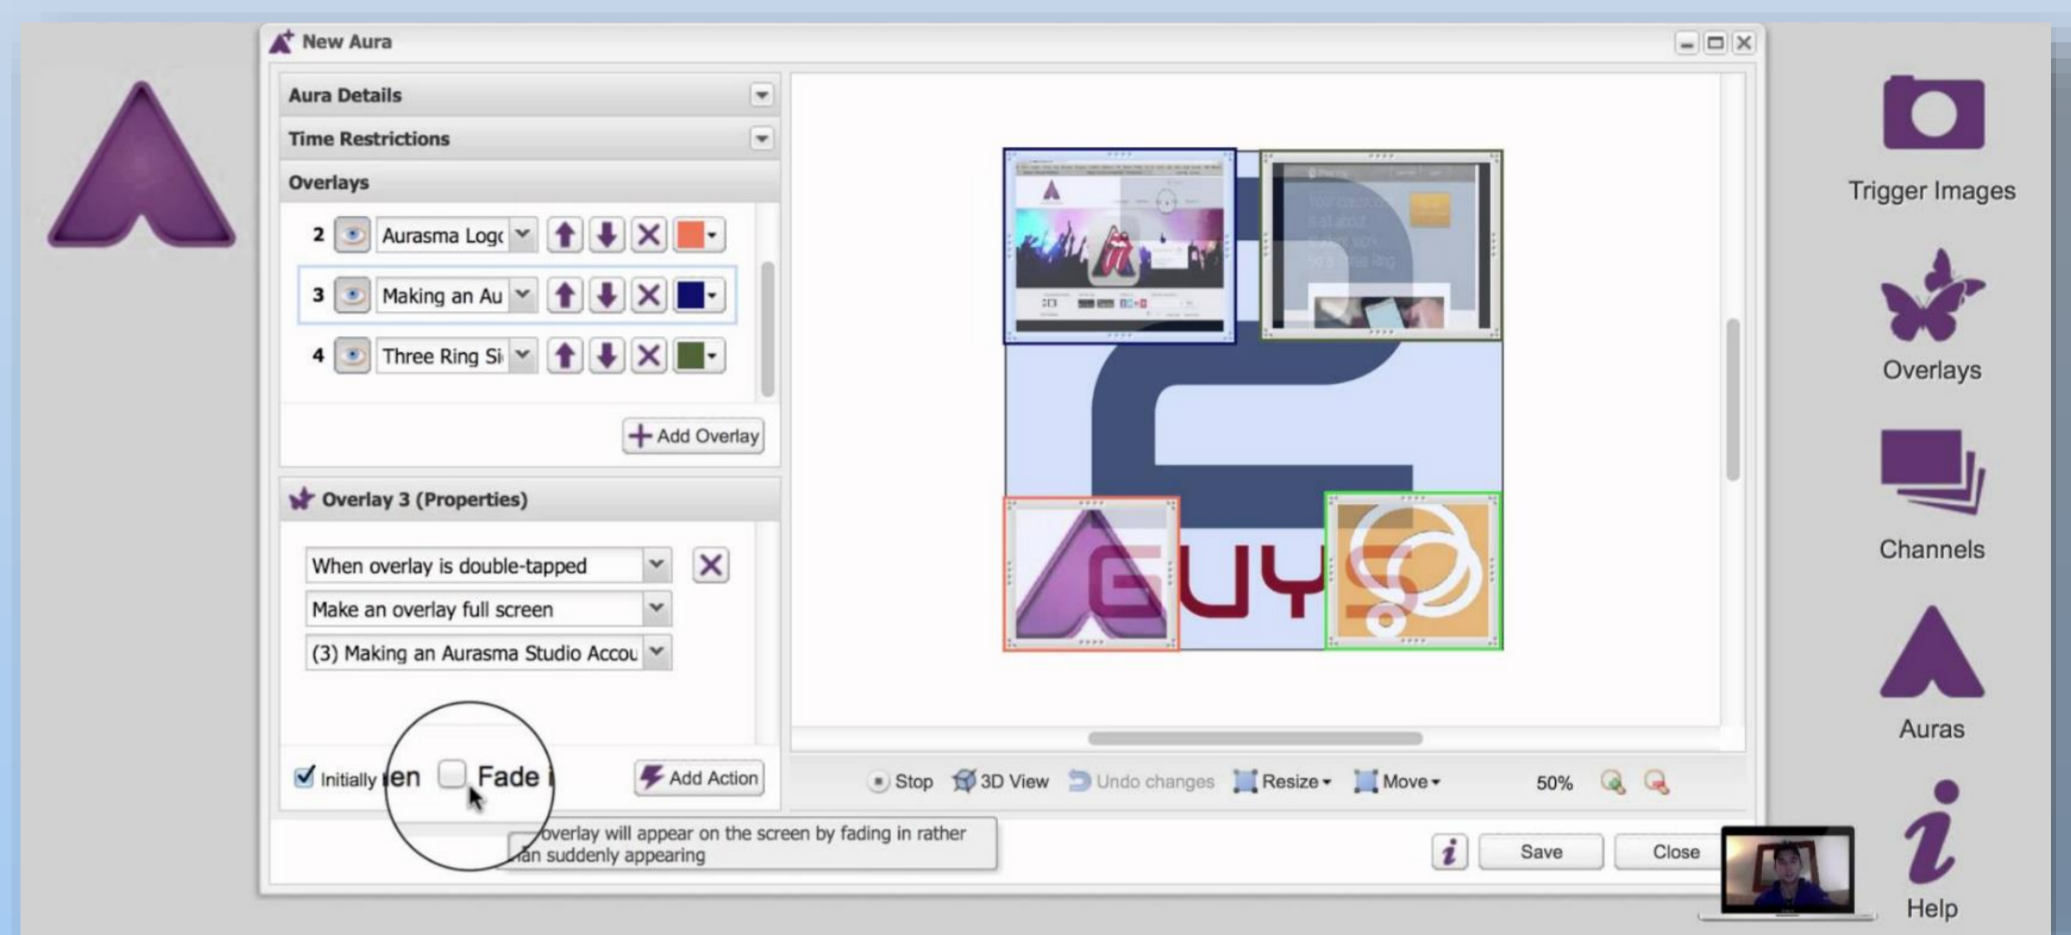 New Aura
Aura Details
Time Restrictions
Overlays
2 Aurasma Logo
3 Making an Au
4 Three Ring Si
Add Overlay
Overlay 3 (Properties)
When overlay is double-tapped
Make an overlay full screen
(3) Making an Aurasma Studio Accou
Initially en Fade i
Add Action
overlay will appear on the screen by fading in rather
an suddenly appearing
GUYS
Stop 3D View Undo changes Resize Move 50%
Save Close
Trigger Images
Overlays
Channels
Auras
Help